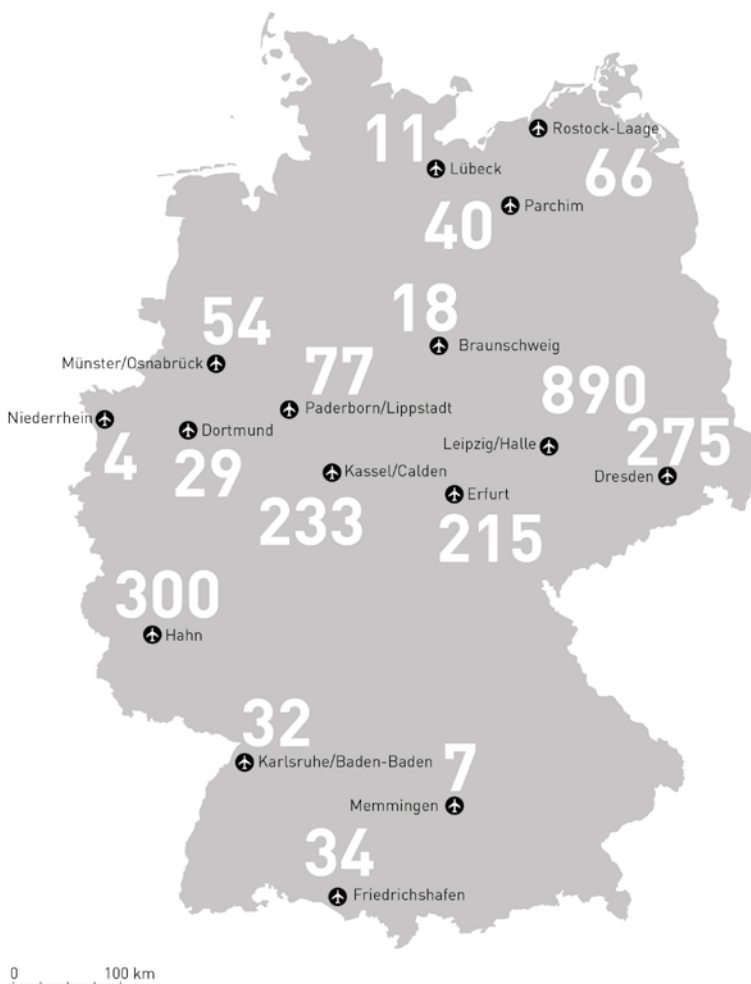 11
Rostock-Laage
Lübeck
66
40
Parchim
18
54
Braunschweig
77
Münster/Osnabrück
890
Paderborn/Lippstadt
Niederrhein
Dortmund
275
Leipzig/Halle
4
29
Kassel/Calden
Dresden
Erfurt
233
215
300
Hahn
32
Karlsruhe/Baden-Baden
7
Memmingen
34
Friedrichshafen
0 100 km